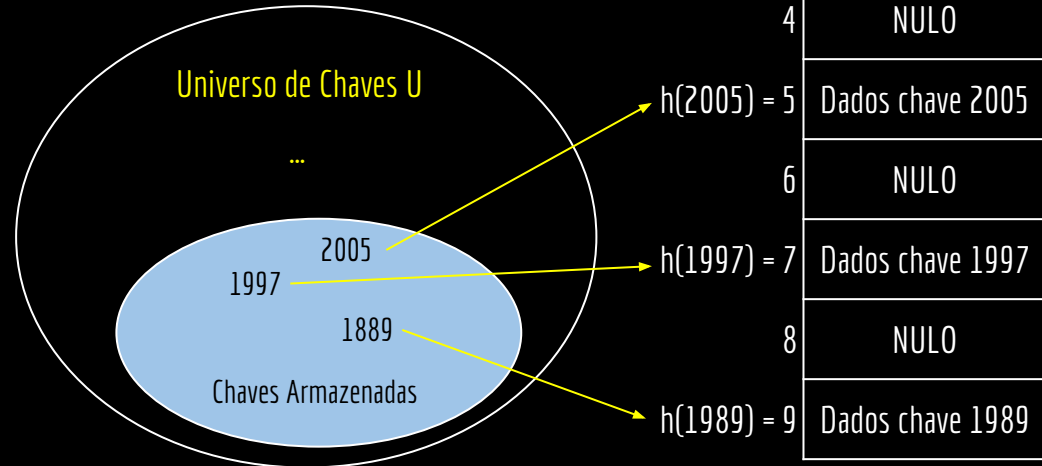 Universo de Chaves U
...
2005
1997
1889
Chaves Armazenadas
4 NULO
h(2005) = 5 Dados chave 2005
6 NULO
h(1997) = 7 Dados chave 1997
8 NULO
h(1989) = 9 Dados chave 1989